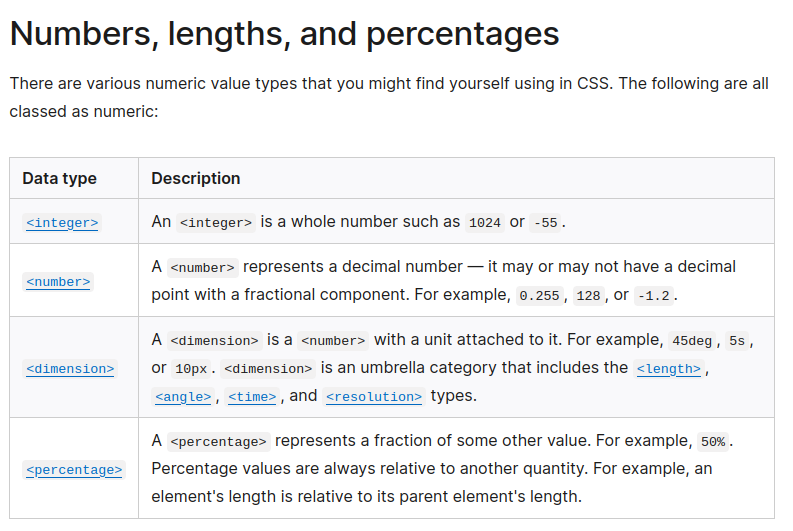 Numbers, lengths, and percentages
There are various numeric value types that you might find yourself using in CSS. The following are all
classed as numeric:
Data type Description
<integer> An <integer> is a whole number such as 1024 or -55.
A <number> represents a decimal number — it may or may not have a decimal
<number>
point with a fractional component. For example, 0.255, 128, or -1.2.
A <dimension> is a <number> with a unit attached to it. For example, 45deg, 5s,
<dimension> or 10px. <dimension> is an umbrella category that includes the <length>,
<angle>, <time>, and <resolution> types.
A <percentage> represents a fraction of some other value. For example, 50%.
<percentage> Percentage values are always relative to another quantity. For example, an
element's length is relative to its parent element's length.